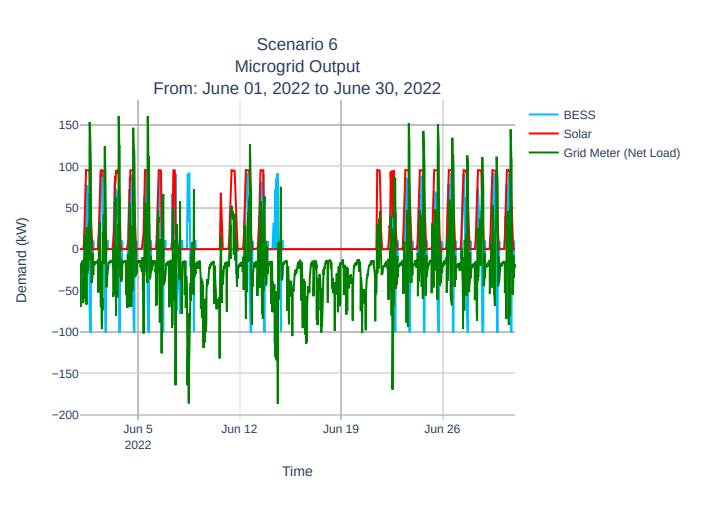 Scenario 6
Microgrid Output
From: June 01, 2022 to June 30, 2022
BESS
Solar
Grid Meter (Net Load)
Demand (kW)
150
100
50
0
−50
−100
−150
−200
Jun 5
2022
Jun 12
Jun 19
Jun 26
Time